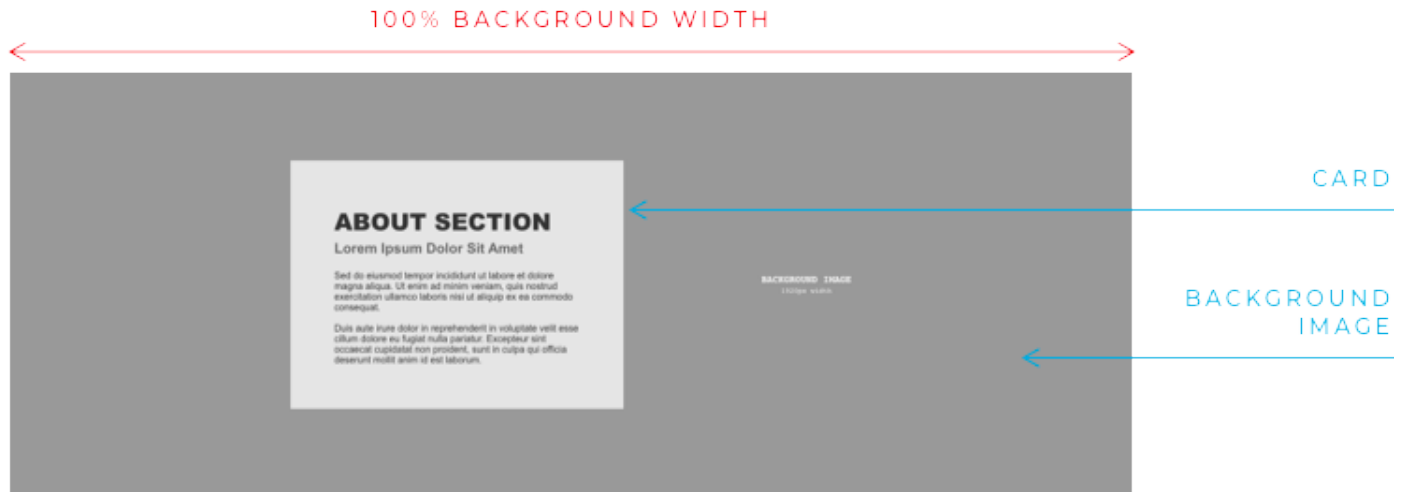 100% BACKGROUND WIDTH
CARD
ABOUT SECTION
Lorem Ipsum Dolor Sit Amet
Sed do eiusmod tempor incididunt ut labore et dolore
magna aliqua. Ut enim ad minim veniam, quis nostrud
exercitation ullamco laboris nisi ut aliquip ex ea commodo
consequat.
Duis aute irure dolor in reprehenderit in voluptate velit esse
cillum dolore eu fugiat nulla pariatur. Excepteur sint
occaecat cupidatat non proident, sunt in culpa qui officia
deserunt mollit anim id est laborum.
BACKGROUND IMAGE
1920px width
BACKGROUND
IMAGE